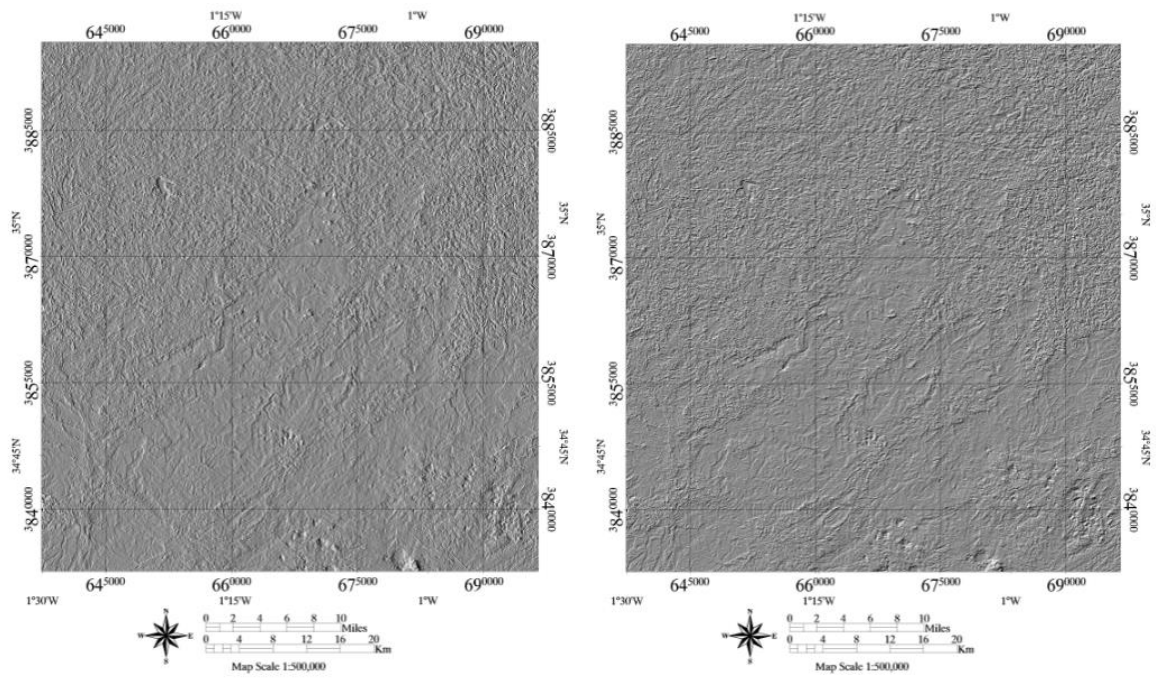 1°15'W 1°W
645000 660000 675000 690000
3885000 3885000
35°N 35°N
3870000 3870000
3855000 3855000
34°45'N 34°45'N
3840000 3840000
645000 660000 675000 690000
1°30'W 1°15'W 1°W
N
W E
S
0 2 4 6 8 10
Miles
0 4 8 12 16 20
Km
Map Scale 1:500,000
1°15'W 1°W
645000 660000 675000 690000
3885000 3885000
35°N 35°N
3870000 3870000
3855000 3855000
34°45'N 34°45'N
3840000 3840000
645000 660000 675000 690000
1°30'W 1°15'W 1°W
N
W E
S
0 2 4 6 8 10
Miles
0 4 8 12 16 20
Km
Map Scale 1:500,000